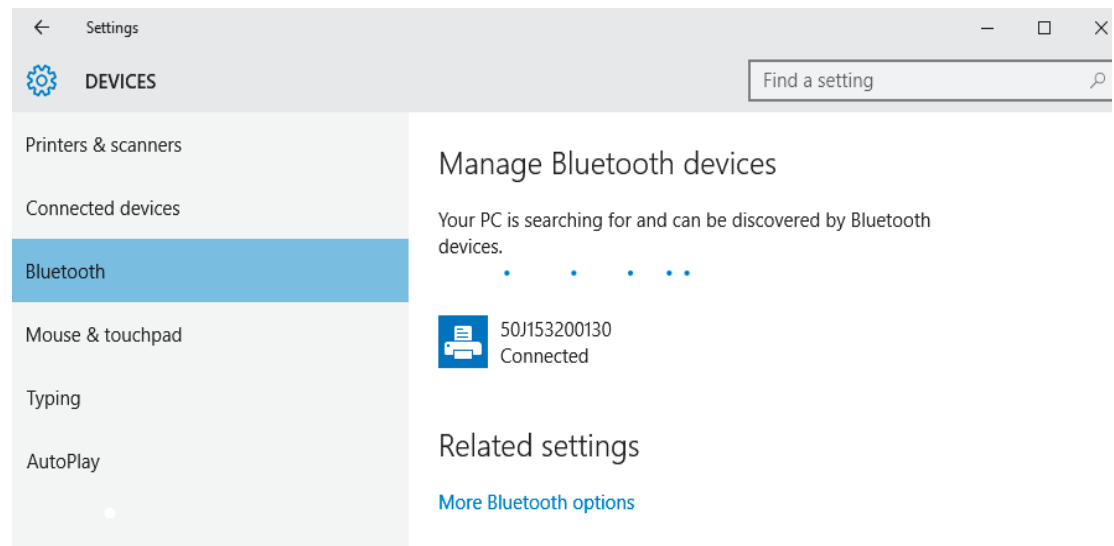 Settings
DEVICES
Find a setting
Printers & scanners
Connected devices
Bluetooth
Mouse & touchpad
Typing
AutoPlay
Manage Bluetooth devices
Your PC is searching for and can be discovered by Bluetooth
devices.
50J153200130
Connected
Related settings
More Bluetooth options